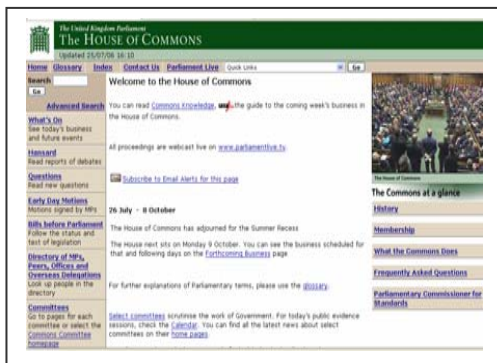 The United Kingdom Parliament
THE HOUSE OF COMMONS
Updated 25/07/06 16:10
Home Glossary Index Contact Us Parliament Live Quick Links Go
Search
Go
Advanced Search
What's On
See today's business
and future events
Hansard
Read reports of debates
Questions
Read new questions
Early Day Motions
Motions signed by MPs
Bills before Parliament
Follow the status and
text of legislation
Directory of MPs,
Peers, Offices and
Overseas Delegations
Look up people in the
directory
Committees
Go to pages for each
committee or select the
Commons Committee
homepage
Welcome to the House of Commons
You can read Commons Knowledge, the guide to the coming week's business in
the House of Commons.
All proceedings are webcast live on www.parliamentlive.tv.
Subscribe to Email Alerts for this page
26 July - 8 October
The House of Commons has adjourned for the Summer Recess
The House next sits on Monday 9 October. You can see the business scheduled for
that and following days on the Forthcoming Business page
For further explanations of Parliamentary terms, please use the glossary.
Select committees scrutinise the work of Government. For today's public evidence
sessions, check the Calendar. You can find all the latest news about select
committees on their home pages
The House of Commons
The Commons at a glance
History
Membership
What the Commons Does
Frequently Asked Questions
Parliamentary Commissioner for
Standards